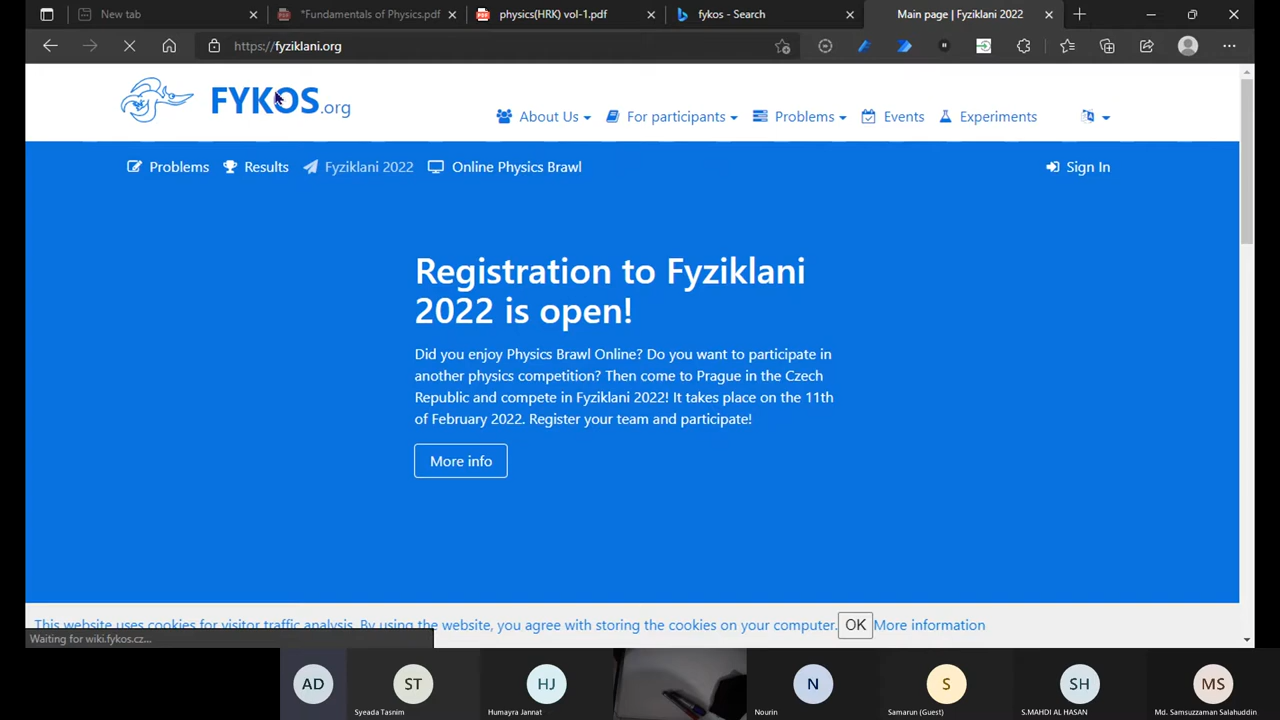 New tab
*Fundamentals of Physics.pdf
physics(HRK) vol-1.pdf
fykos - Search
Main page | Fyziklani 2022
https://fyziklani.org
FYKOS.org
About Us
For participants
Problems
Events
Experiments
Problems
Results
Fyziklani 2022
Online Physics Brawl
Sign In
Registration to Fyziklani
2022 is open!
Did you enjoy Physics Brawl Online? Do you want to participate in
another physics competition? Then come to Prague in the Czech
Republic and compete in Fyziklani 2022! It takes place on the 11th
of February 2022. Register your team and participate!
More info
This website uses cookies for visitor traffic analysis. By using the website, you agree with storing the cookies on your computer.
OK
More information
Waiting for wiki.fykos.cz...
AD
ST
HJ
N
S
SH
MS
Syeada Tasnim
Humayra Jannat
Nourin
Samarun (Guest)
S.MAHDI AL HASAN
Md. Samsuzzaman Salahuddin